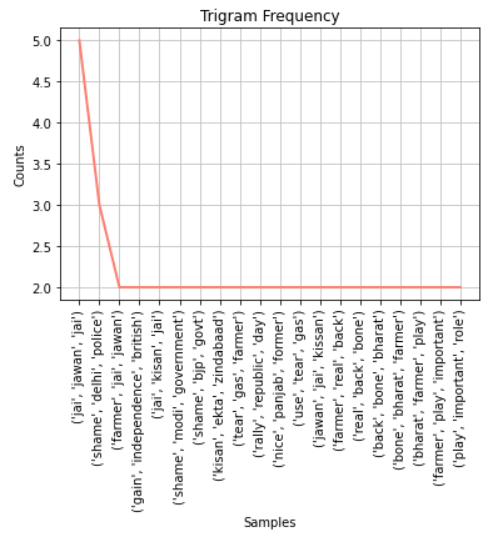 Trigram Frequency
5.0
4.5
4.0
3.5
3.0
2.5
2.0
Counts
('jai', 'jawan', 'jai')
('shame', 'delhi', 'police')
('farmer', 'jai', 'jawan')
('gain', 'independence', 'british')
('jai', 'kisan', 'jai')
('shame', 'modi', 'government')
('shame', 'bjp', 'govt')
('kisan', 'ekta', 'zindabaad')
('tear', 'gas', 'farmer')
('rally', 'republic', 'day')
('nice', 'panjab', 'former')
('use', 'tear', 'gas')
('jawan', 'jai', 'kissan')
('farmer', 'real', 'back')
('real', 'back', 'bone')
('back', 'bone', 'bharat')
('bone', 'bharat', 'farmer')
('bharat', 'farmer', 'play')
('farmer', 'play', 'important')
('play', 'important', 'role')
Samples